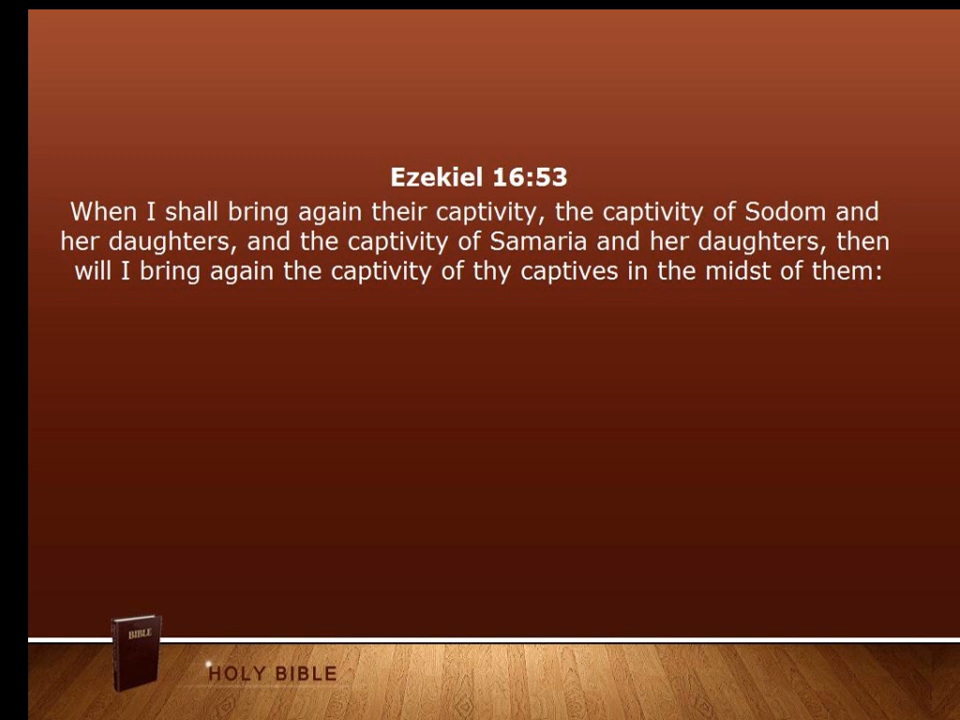 Ezekiel 16:53
When I shall bring again their captivity, the captivity of Sodom and
her daughters, and the captivity of Samaria and her daughters, then
will I bring again the captivity of thy captives in the midst of them:
BIBLE
HOLY BIBLE